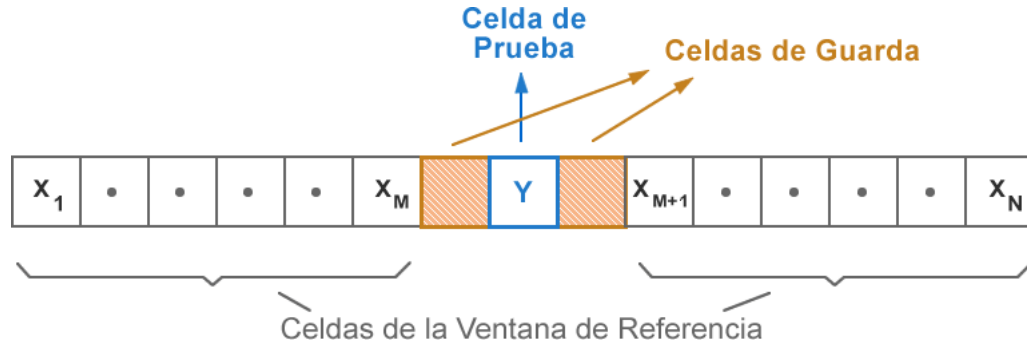 Celda de
Prueba
Celdas de Guarda
X1 • • • • XM Y XM+1 • • • • XN
Celdas de la Ventana de Referencia